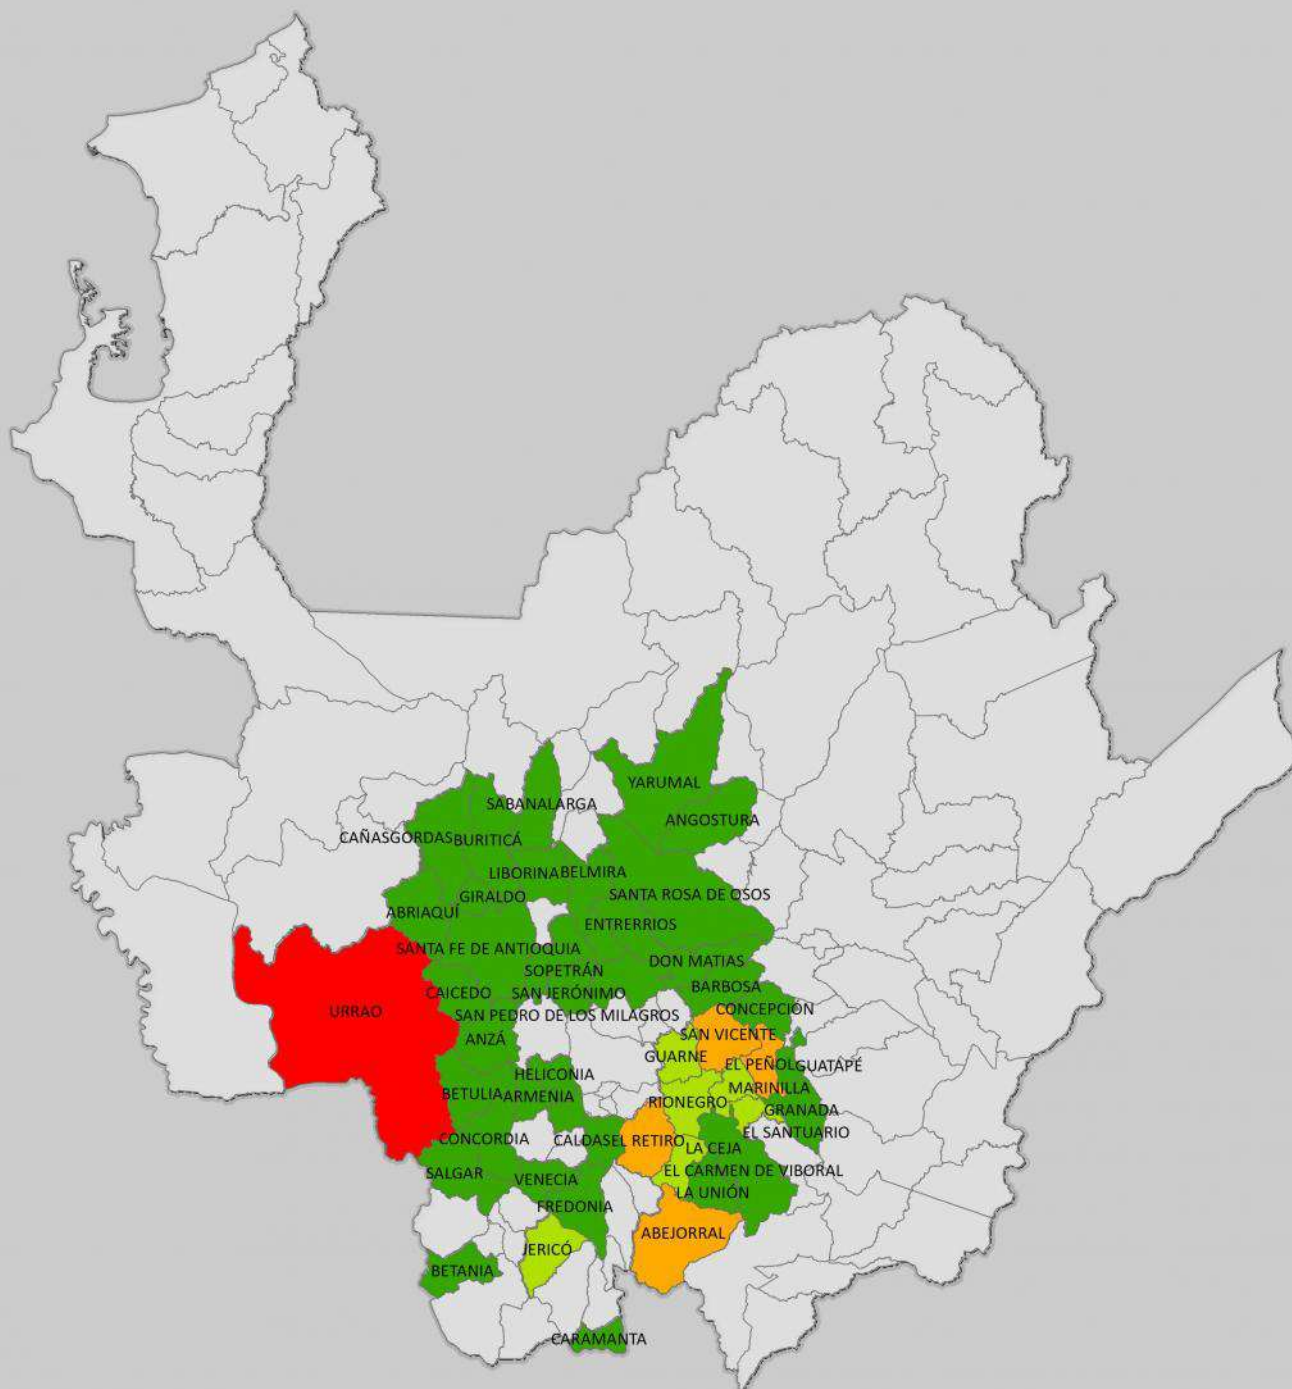 YARUMAL
SABANALARGA
ANGOSTURA
CAÑASGORDAS
BURITICÁ
LIBORINA
BELMIRA
GIRALDO
SANTA ROSA DE OSOS
ABRIAQUÍ
ENTRERRIOS
SANTA FE DE ANTIOQUIA
DON MATIAS
SOPETRÁN
BARBOSA
CAICEDO
SAN JERÓNIMO
CONCEPCIÓN
URRAO
SAN PEDRO DE LOS MILAGROS
SAN VICENTE
ANZÁ
GUARNE
EL PEÑOL
GUATAPÉ
HELICONIA
MARINILLA
BETULIA
ARMENIA
RIONEGRO
GRANADA
EL SANTUARIO
CONCORDIA
CALDAS
EL RETIRO
LA CEJA
SALGAR
EL CARMEN DE VIBORAL
VENECIA
LA UNIÓN
FREDONIA
ABEJORRAL
JERICÓ
BETANIA
CARAMANTA